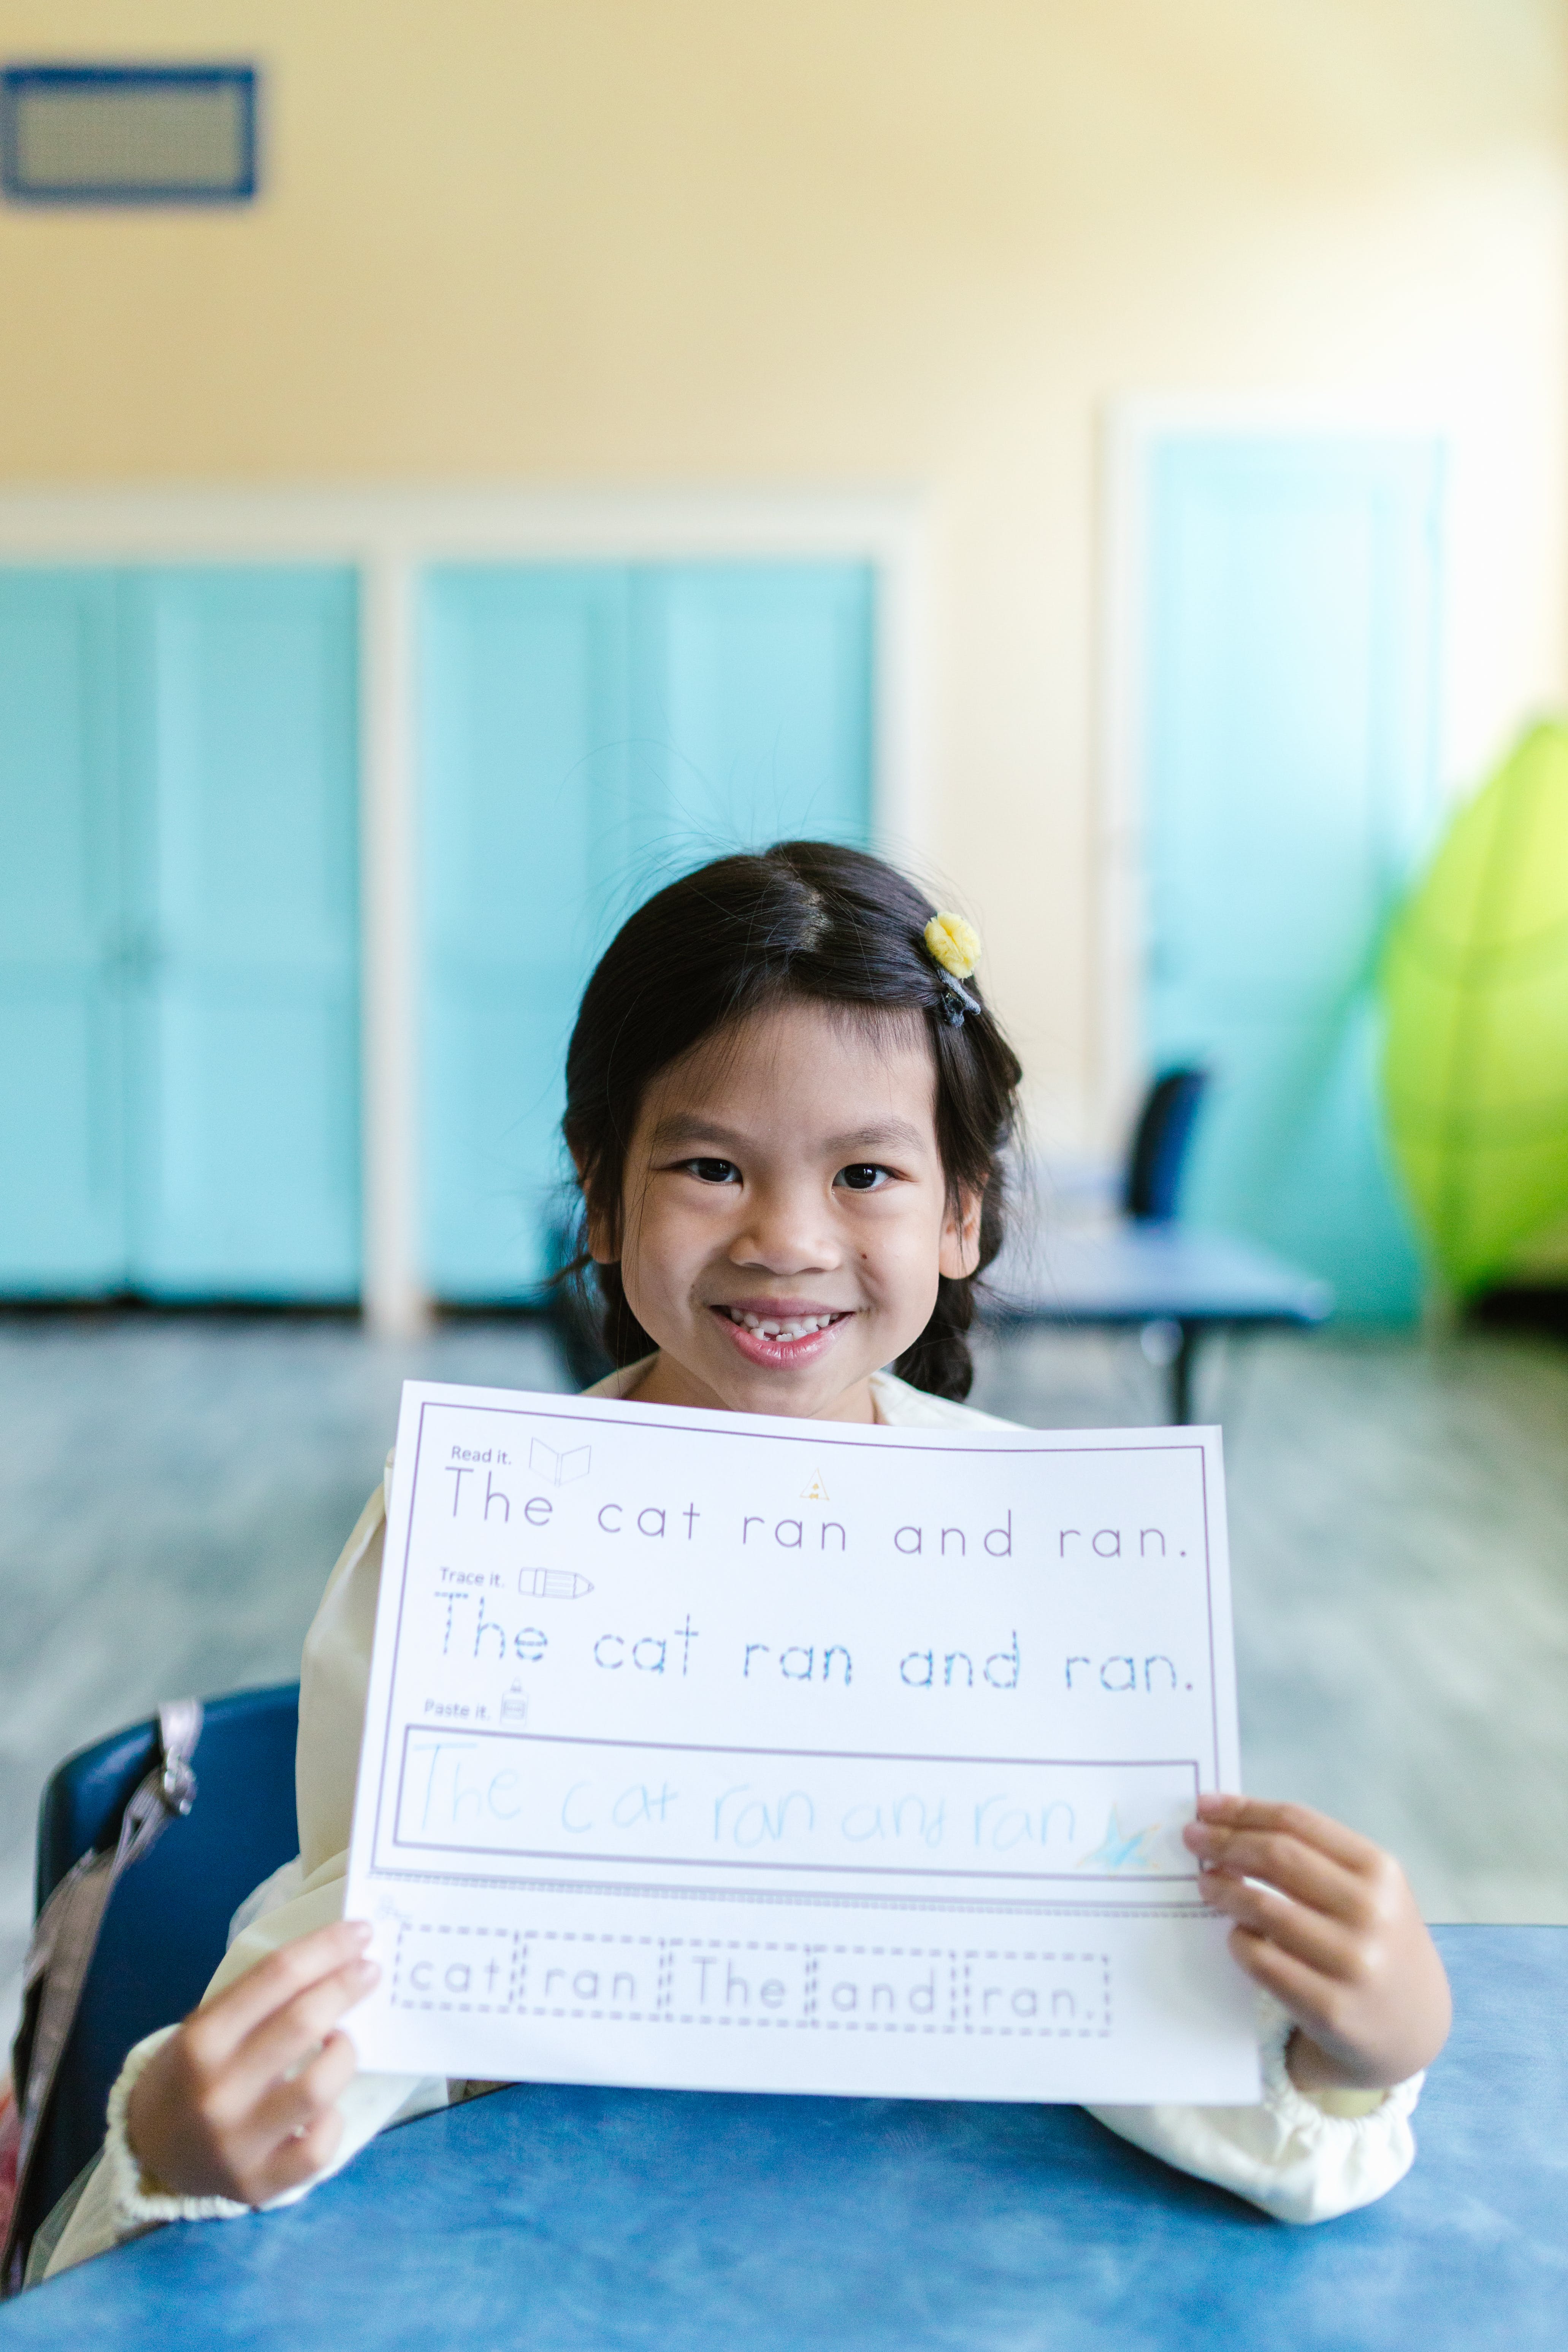 Read it.
The cat ran and ran.
Trace it.
The cat ran and ran.
Paste it.
The cat ran and ran
cat ran The and ran.